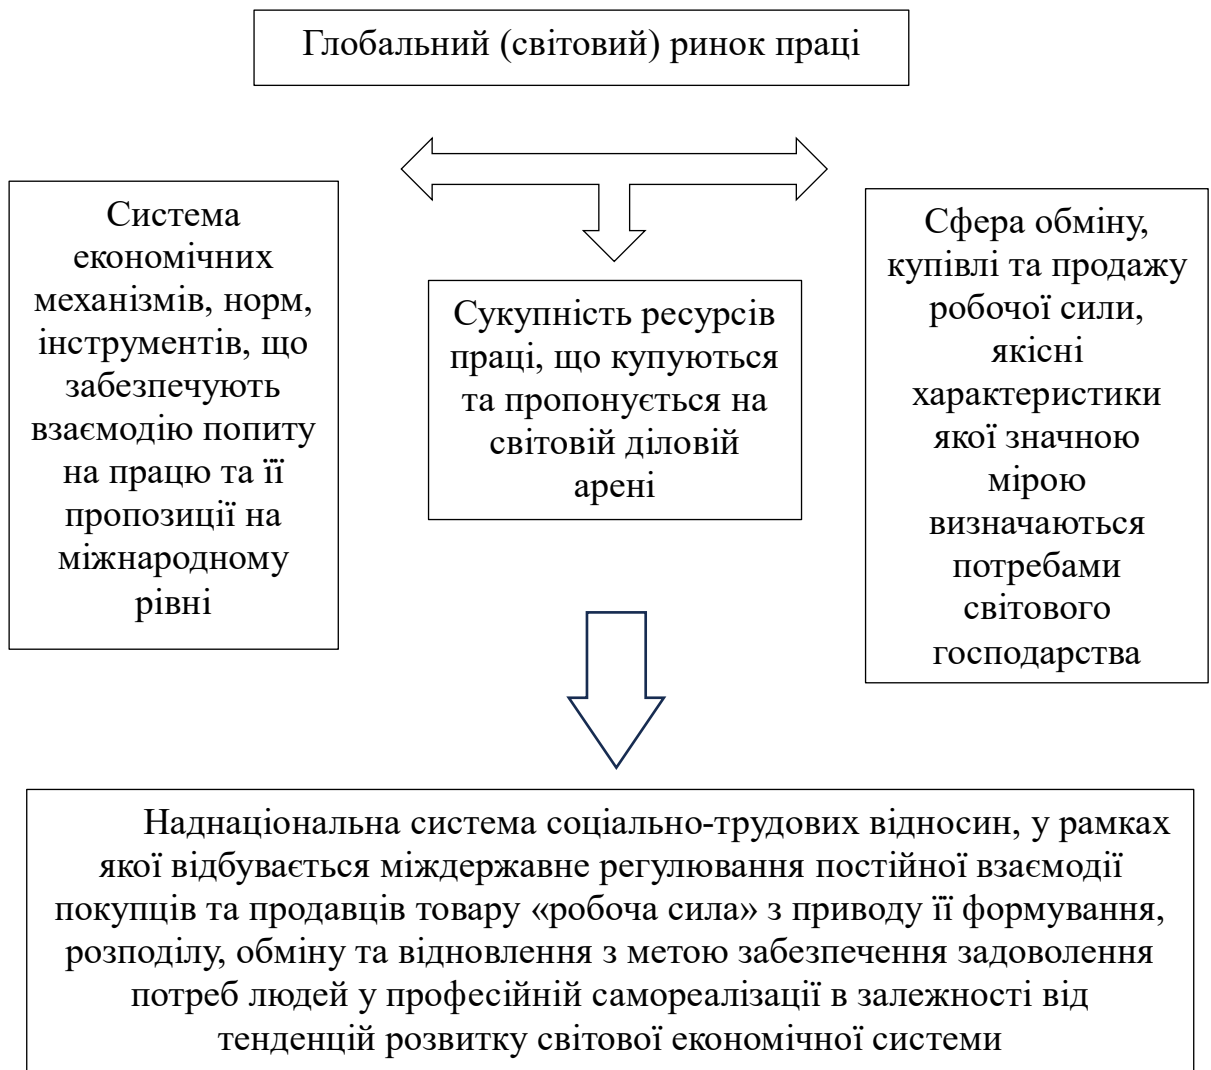 Глобальний (світовий) ринок праці
Система
економічних
механізмів, норм,
інструментів, що
забезпечують
взаємодію попиту
на працю та її
пропозиції на
міжнародному
рівні
Сукупність ресурсів
праці, що купуються
та пропонується на
світовій діловій
арені
Сфера обміну,
купівлі та продажу
робочої сили,
якісні
характеристики
якої значною
мірою
визначаються
потребами
світового
господарства
Наднаціональна система соціально-трудових відносин, у рамках
якої відбувається міждержавне регулювання постійної взаємодії
покупців та продавців товару «робоча сила» з приводу її формування,
розподілу, обміну та відновлення з метою забезпечення задоволення
потреб людей у професійній самореалізації в залежності від
тенденцій розвитку світової економічної системи